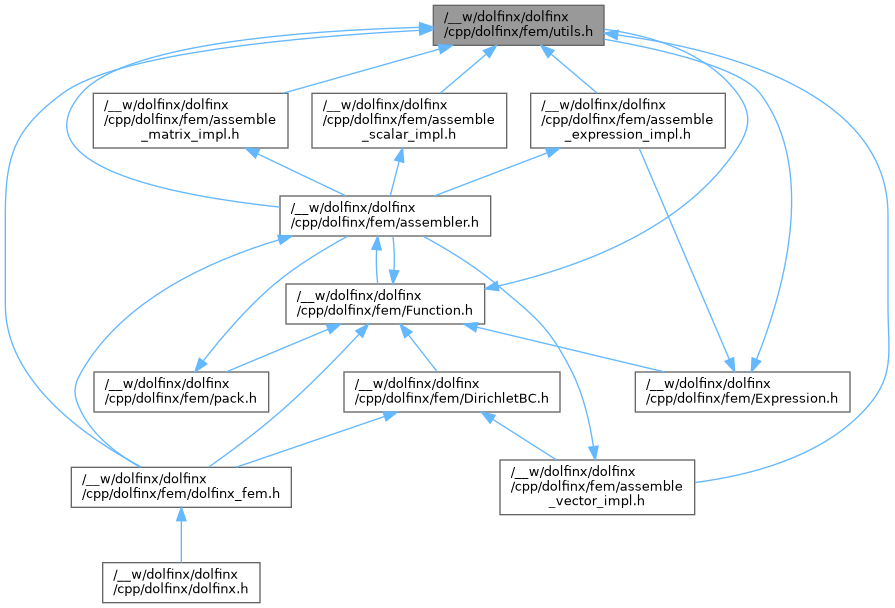 /__w/dolfinx/dolfinx
/cpp/dolfinx/fem/utils.h
/__w/dolfinx/dolfinx
/cpp/dolfinx/fem/assemble
_matrix_impl.h
/__w/dolfinx/dolfinx
/cpp/dolfinx/fem/assemble
_scalar_impl.h
/__w/dolfinx/dolfinx
/cpp/dolfinx/fem/assemble
_expression_impl.h
/__w/dolfinx/dolfinx
/cpp/dolfinx/fem/assembler.h
/__w/dolfinx/dolfinx
/cpp/dolfinx/fem/Function.h
/__w/dolfinx/dolfinx
/cpp/dolfinx/fem/pack.h
/__w/dolfinx/dolfinx
/cpp/dolfinx/fem/DirichletBC.h
/__w/dolfinx/dolfinx
/cpp/dolfinx/fem/Expression.h
/__w/dolfinx/dolfinx
/cpp/dolfinx/fem/dolfinx_fem.h
/__w/dolfinx/dolfinx
/cpp/dolfinx/fem/assemble
_vector_impl.h
/__w/dolfinx/dolfinx
/cpp/dolfinx/dolfinx.h